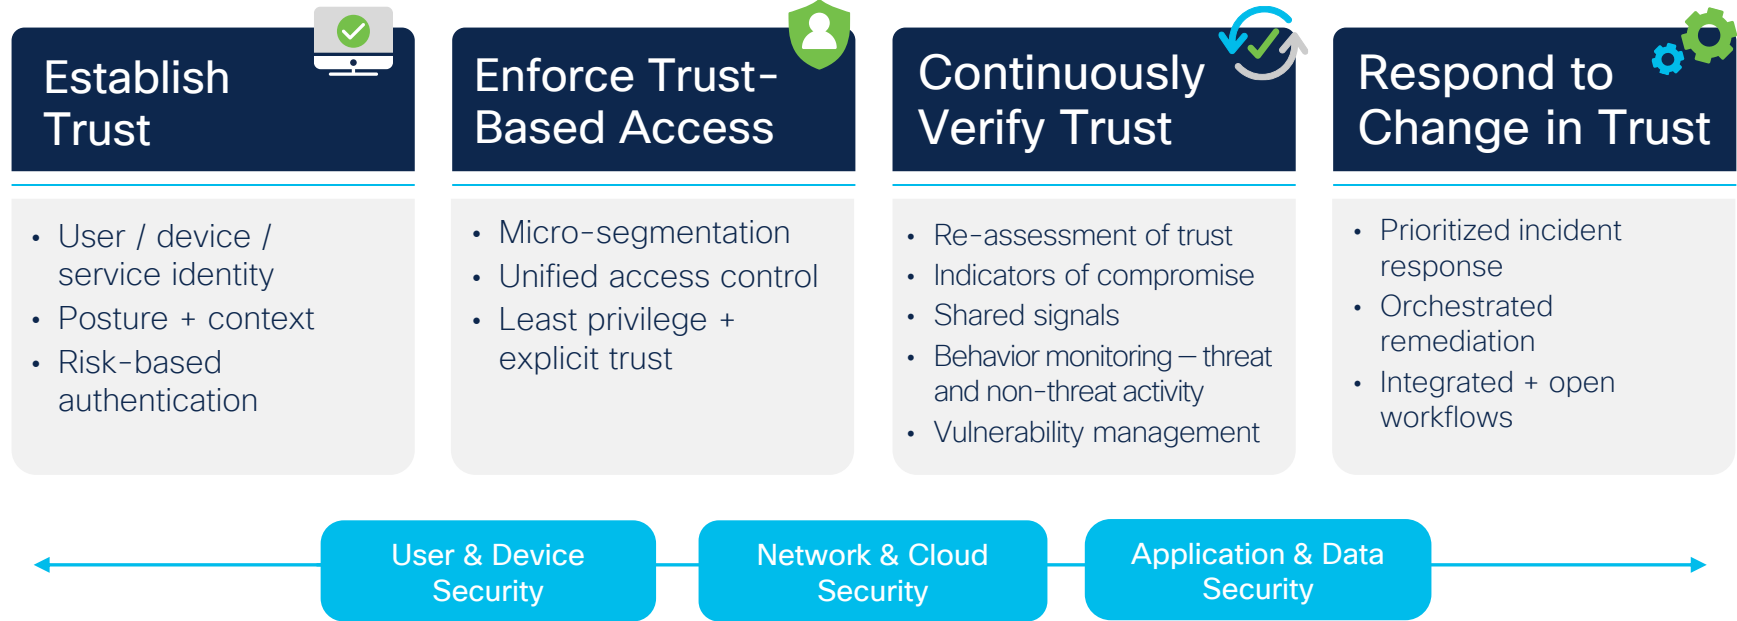 Establish
Trust
• User / device /
service identity
• Posture + context
• Risk-based
authentication
Enforce Trust-
Based Access
• Micro-segmentation
• Unified access control
• Least privilege +
explicit trust
Continuously
Verify Trust
• Re-assessment of trust
• Indicators of compromise
• Shared signals
• Behavior monitoring – threat
and non-threat activity
• Vulnerability management
Respond to
Change in Trust
• Prioritized incident
response
• Orchestrated
remediation
• Integrated + open
workflows
User & Device
Security
Network & Cloud
Security
Application & Data
Security